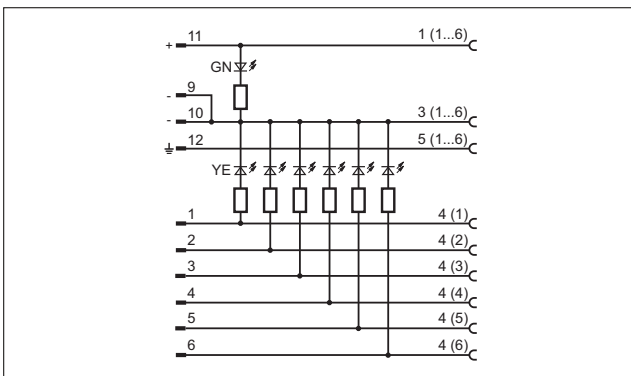 + 11 1 (1...6)
GN
- 9
- 10 3 (1...6)
12 5 (1...6)
YE
1 4 (1)
2 4 (2)
3 4 (3)
4 4 (4)
5 4 (5)
6 4 (6)